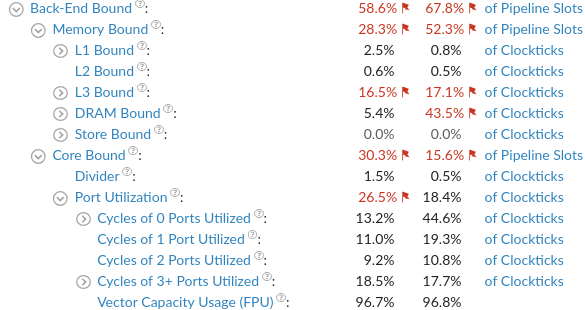 Back-End Bound ?: 58.6% 67.8% of Pipeline Slots
Memory Bound ?: 28.3% 52.3% of Pipeline Slots
L1 Bound ?: 2.5% 0.8% of Clockticks
L2 Bound ?: 0.6% 0.5% of Clockticks
L3 Bound ?: 16.5% 17.1% of Clockticks
DRAM Bound ?: 5.4% 43.5% of Clockticks
Store Bound ?: 0.0% 0.0% of Clockticks
Core Bound ?: 30.3% 15.6% of Pipeline Slots
Divider ?: 1.5% 0.5% of Clockticks
Port Utilization ?: 26.5% 18.4% of Clockticks
Cycles of 0 Ports Utilized ?: 13.2% 44.6% of Clockticks
Cycles of 1 Port Utilized ?: 11.0% 19.3% of Clockticks
Cycles of 2 Ports Utilized ?: 9.2% 10.8% of Clockticks
Cycles of 3+ Ports Utilized ?: 18.5% 17.7% of Clockticks
Vector Capacity Usage (FPU) ?: 96.7% 96.8%